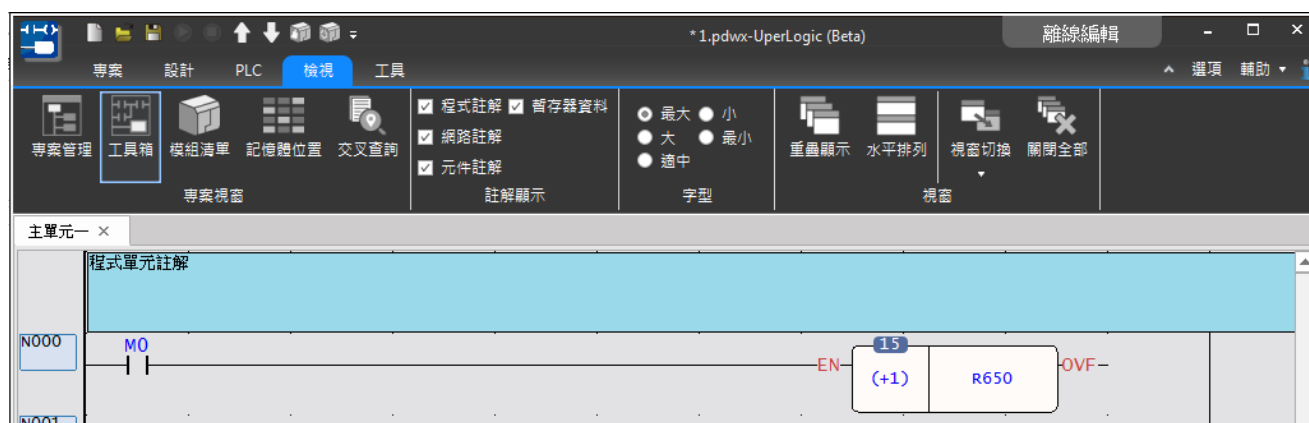 *1.pdwx-UperLogic (Beta) 離線編輯
專案 設計 PLC 檢視 工具 選項 輔助
專案管理 工具箱 模組清單 記憶體位置 交叉查詢
專案視窗
程式註解 暫存器資料
網路註解
元件註解
註解顯示
最大 小
大 最小
適中
字型
重疊顯示 水平排列 視窗切換 關閉全部
視窗
主單元一
程式單元註解
N000 M0 EN 15 (+1) R650 OVF
N001